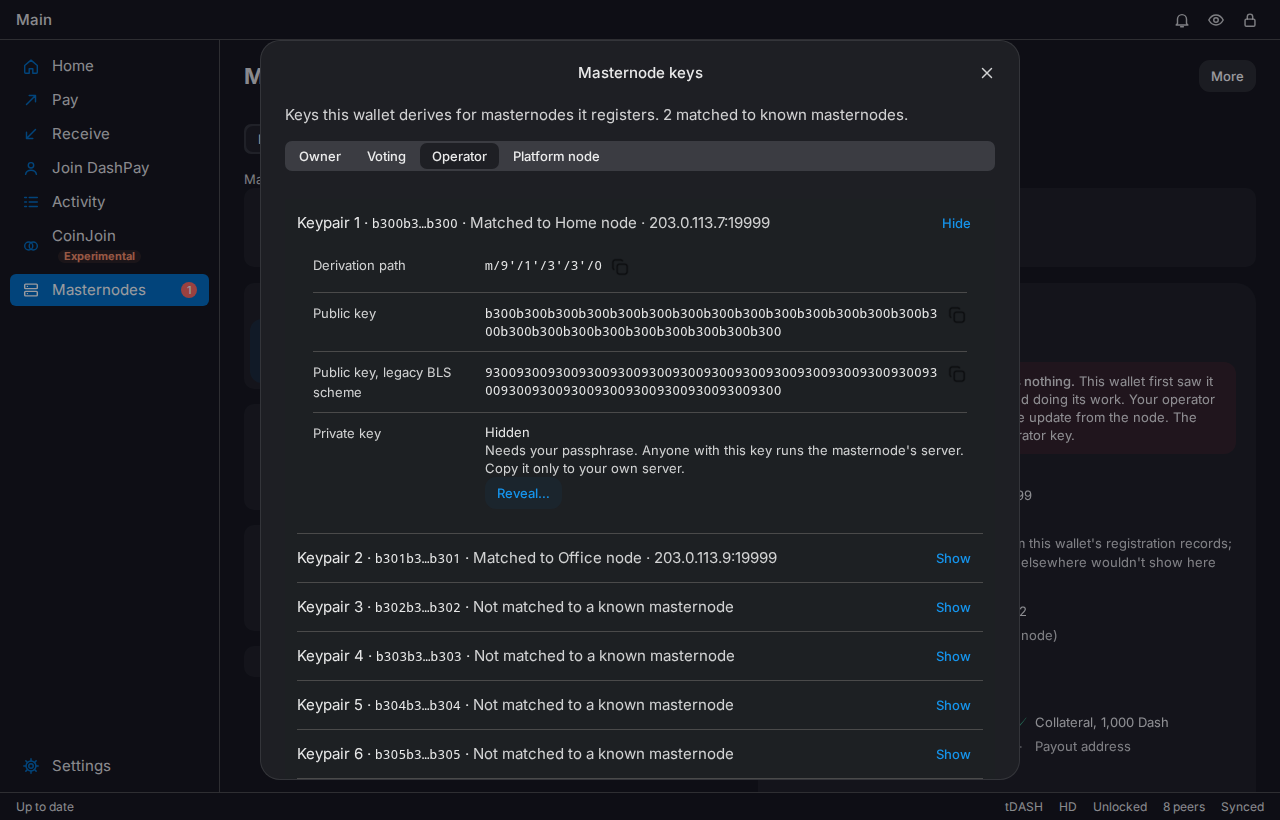 Main
Home
Pay
Receive
Join DashPay
Activity
CoinJoin
Experimental
Masternodes
1
Settings
More
Masternode keys
Keys this wallet derives for masternodes it registers. 2 matched to known masternodes.
Owner Voting Operator Platform node
Keypair 1 · b300b3…b300 · Matched to Home node · 203.0.113.7:19999 Hide
Derivation path m/9'/1'/3'/3'/0
Public key
b300b300b300b300b300b300b300b300b300b300b300b300b300b300b3
00b300b300b300b300b300b300b300b300b300
Public key, legacy BLS scheme
9300930093009300930093009300930093009300930093009300930093
00930093009300930093009300930093009300
Private key
Hidden
Needs your passphrase. Anyone with this key runs the masternode's server.
Copy it only to your own server.
Reveal…
Keypair 2 · b301b3…b301 · Matched to Office node · 203.0.113.9:19999 Show
Keypair 3 · b302b3…b302 · Not matched to a known masternode Show
Keypair 4 · b303b3…b303 · Not matched to a known masternode Show
Keypair 5 · b304b3…b304 · Not matched to a known masternode Show
Keypair 6 · b305b3…b305 · Not matched to a known masternode Show
nothing. This wallet first saw it
doing its work. Your operator
update from the node. The
key.
this wallet's registration records;
elsewhere wouldn't show here
node)
Collateral, 1,000 Dash
Payout address
Up to date
tDASH HD Unlocked 8 peers Synced